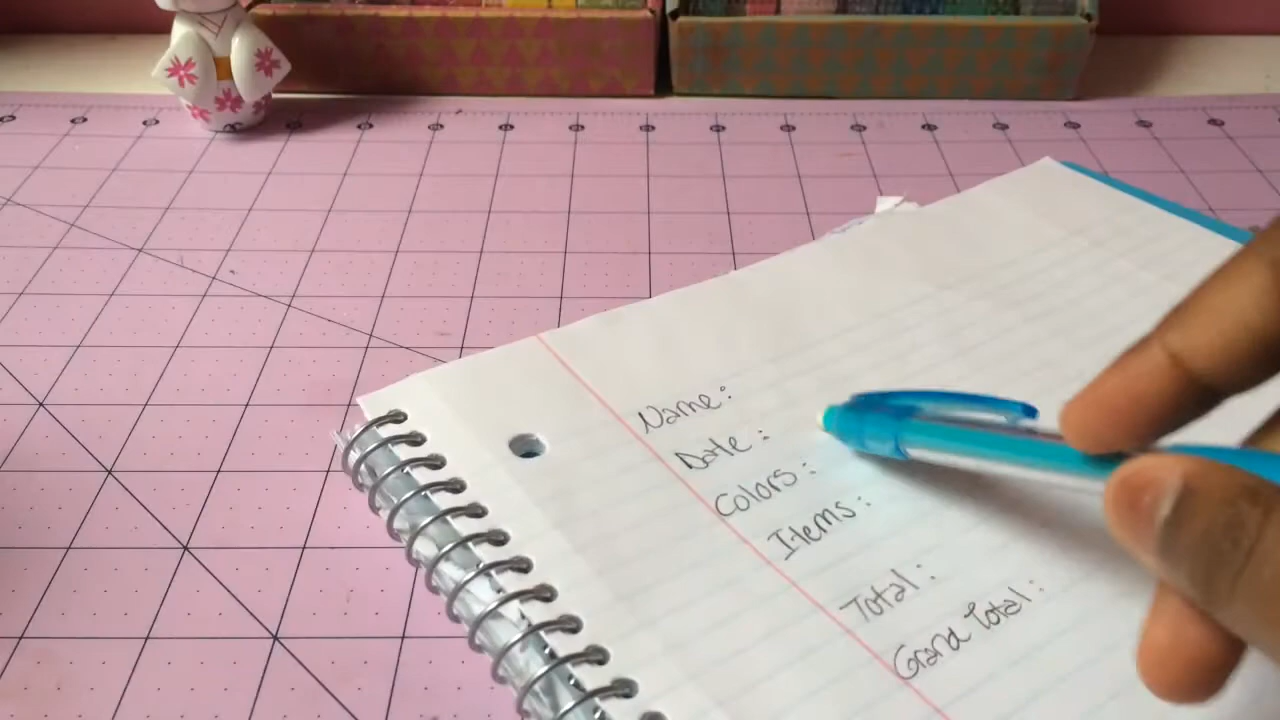 Name:
Date:
Colors:
Items:
Total:
Grand Total: